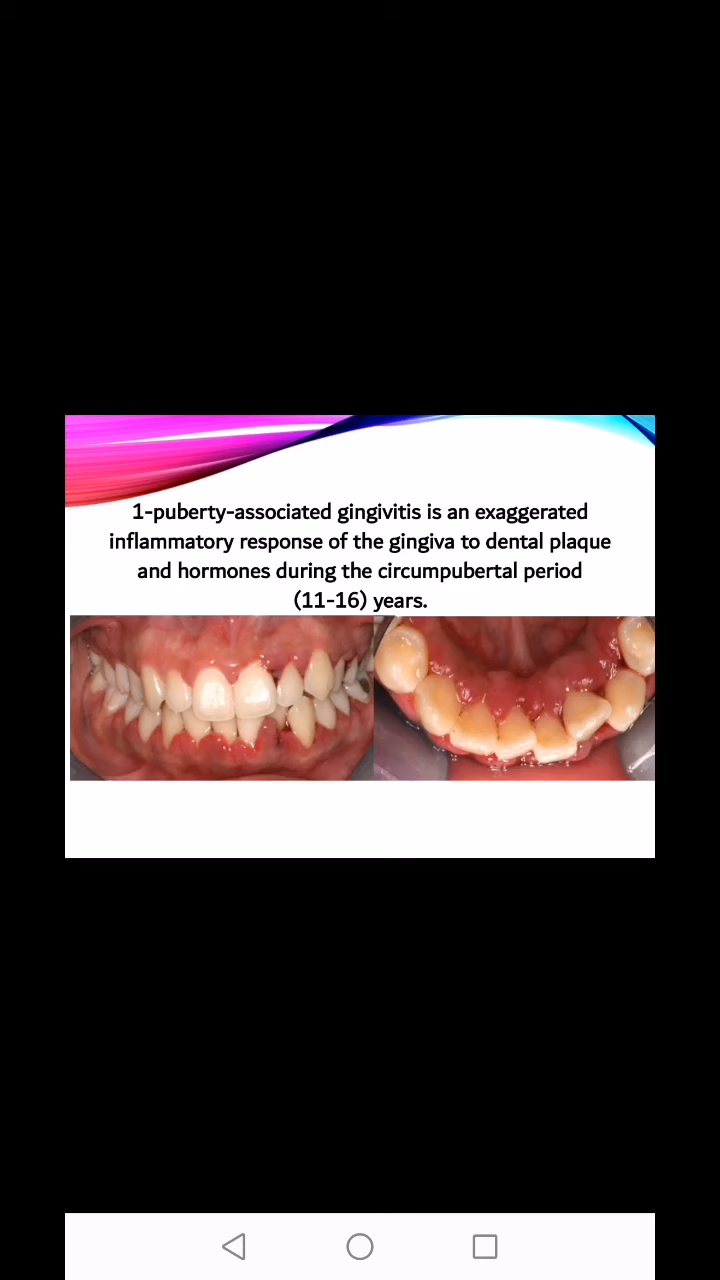 1-puberty-associated gingivitis is an exaggerated
inflammatory response of the gingiva to dental plaque
and hormones during the circumpubertal period
(11-16) years.